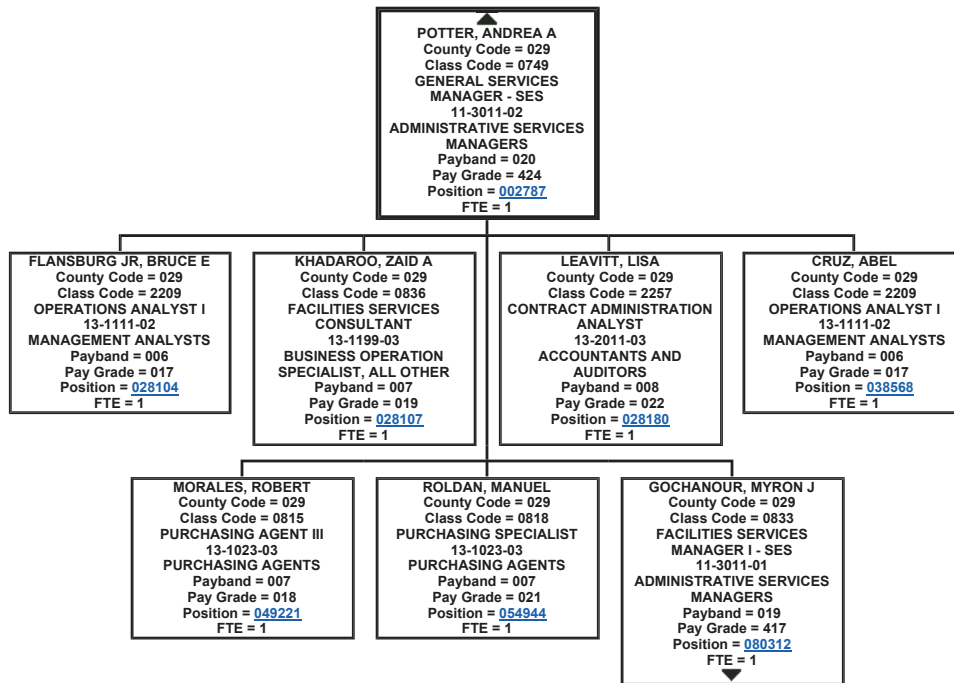 POTTER, ANDREA A
County Code = 029
Class Code = 0749
GENERAL SERVICES
MANAGER - SES
11-3011-02
ADMINISTRATIVE SERVICES
MANAGERS
Payband = 020
Pay Grade = 424
Position = 002787
FTE = 1
FLANSBURG JR, BRUCE E
County Code = 029
Class Code = 2209
OPERATIONS ANALYST I
13-1111-02
MANAGEMENT ANALYSTS
Payband = 006
Pay Grade = 017
Position = 028104
FTE = 1
KHADAROO, ZAID A
County Code = 029
Class Code = 0836
FACILITIES SERVICES
CONSULTANT
13-1199-03
BUSINESS OPERATION
SPECIALIST, ALL OTHER
Payband = 007
Pay Grade = 019
Position = 028107
FTE = 1
LEAVITT, LISA
County Code = 029
Class Code = 2257
CONTRACT ADMINISTRATION
ANALYST
13-2011-03
ACCOUNTANTS AND
AUDITORS
Payband = 008
Pay Grade = 022
Position = 028180
FTE = 1
CRUZ, ABEL
County Code = 029
Class Code = 2209
OPERATIONS ANALYST I
13-1111-02
MANAGEMENT ANALYSTS
Payband = 006
Pay Grade = 017
Position = 038568
FTE = 1
MORALES, ROBERT
County Code = 029
Class Code = 0815
PURCHASING AGENT III
13-1023-03
PURCHASING AGENTS
Payband = 007
Pay Grade = 018
Position = 049221
FTE = 1
ROLDAN, MANUEL
County Code = 029
Class Code = 0818
PURCHASING SPECIALIST
13-1023-03
PURCHASING AGENTS
Payband = 007
Pay Grade = 021
Position = 054944
FTE = 1
GOCHANOUR, MYRON J
County Code = 029
Class Code = 0833
FACILITIES SERVICES
MANAGER I - SES
11-3011-01
ADMINISTRATIVE SERVICES
MANAGERS
Payband = 019
Pay Grade = 417
Position = 080312
FTE = 1